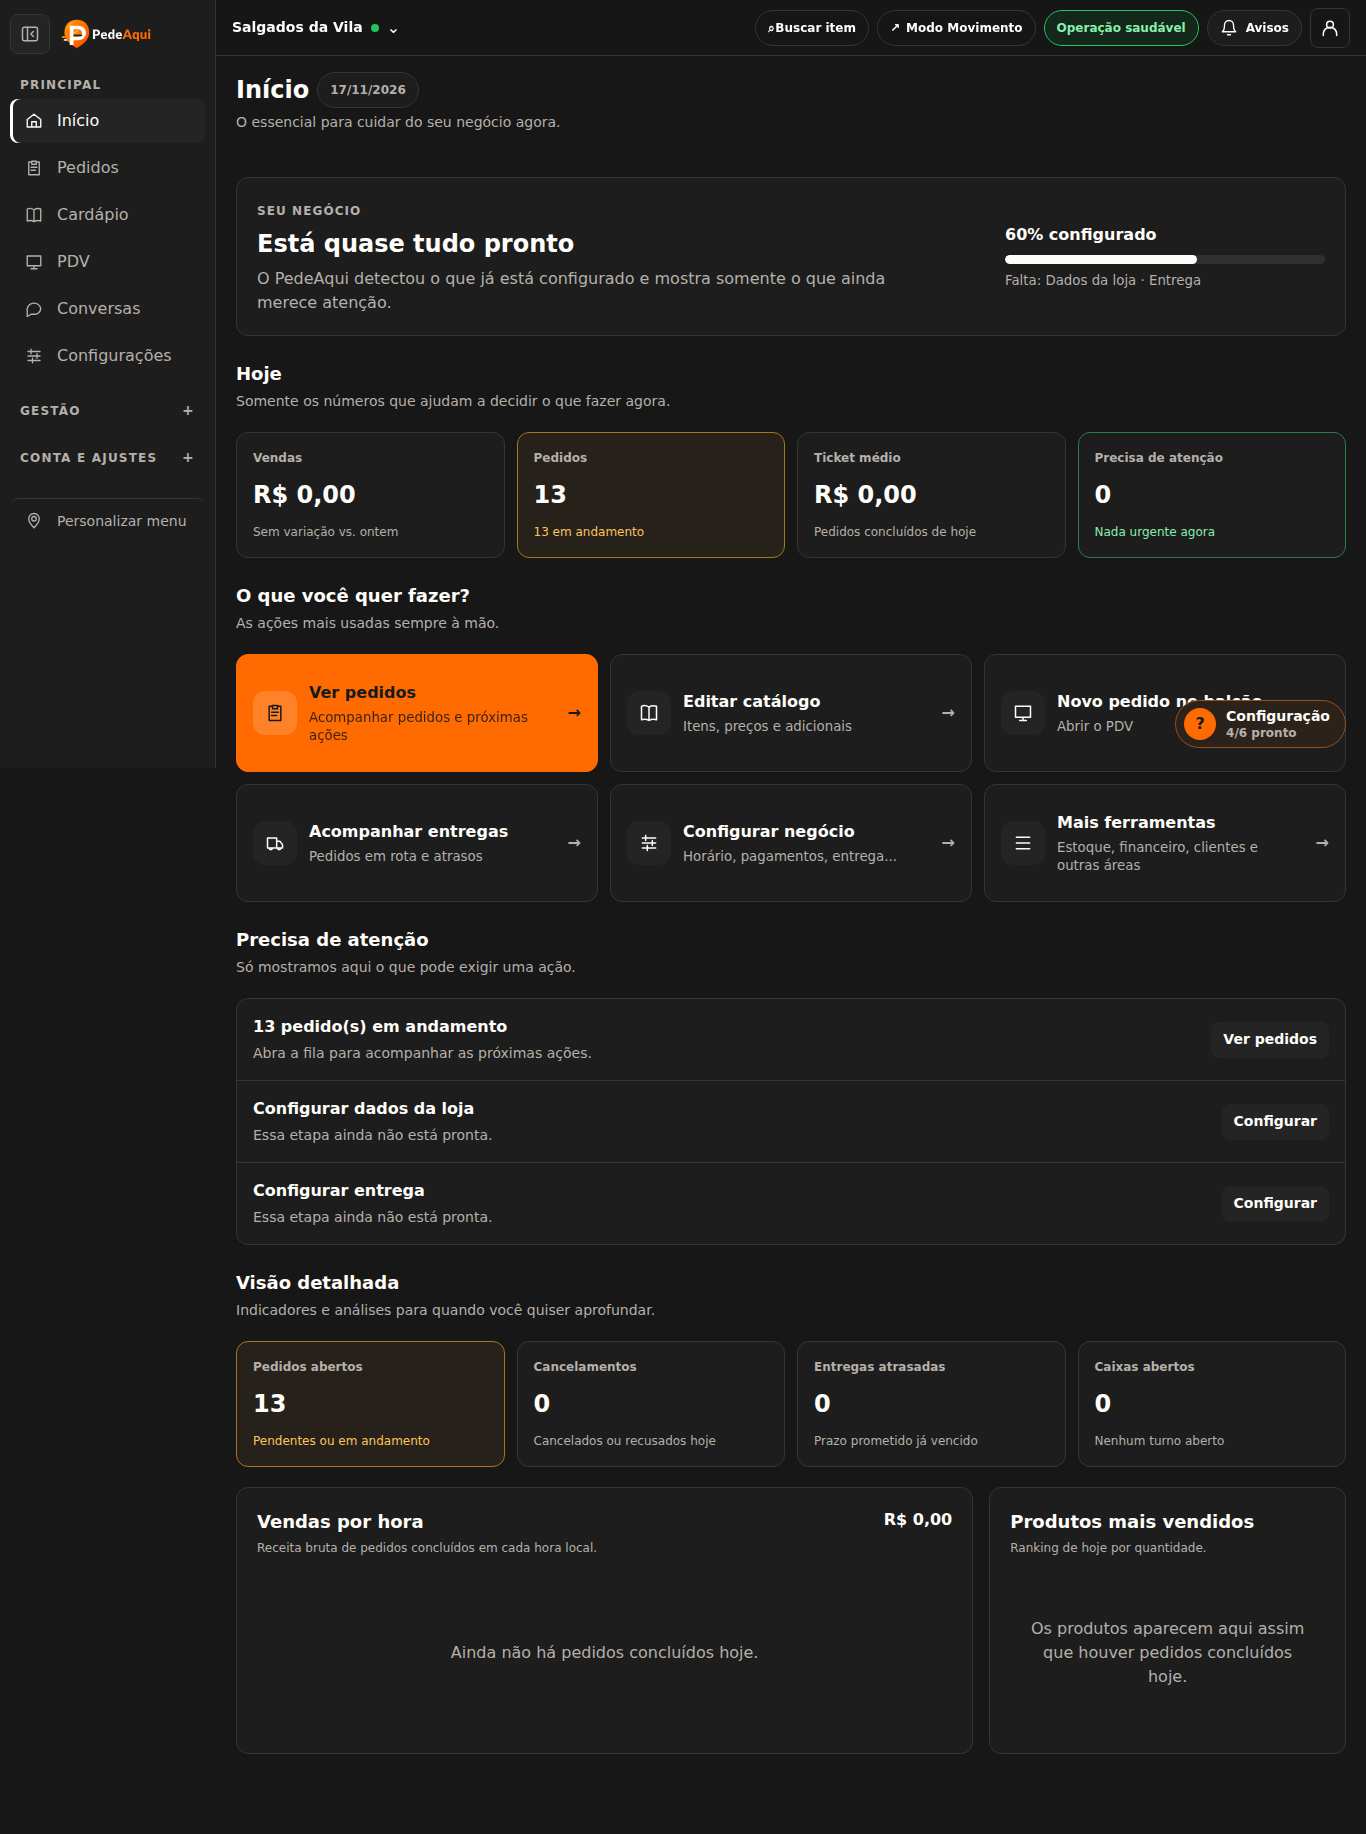 PedeAqui
PRINCIPAL
Início
Pedidos
Cardápio
PDV
Conversas
Configurações
GESTÃO +
CONTA E AJUSTES +
Personalizar menu
Salgados da Vila
Buscar item
↗ Modo Movimento
Operação saudável
Avisos
Início
17/11/2026
O essencial para cuidar do seu negócio agora.
SEU NEGÓCIO
Está quase tudo pronto
O PedeAqui detectou o que já está configurado e mostra somente o que ainda
merece atenção.
60% configurado
Falta: Dados da loja · Entrega
Hoje
Somente os números que ajudam a decidir o que fazer agora.
Vendas
R$ 0,00
Sem variação vs. ontem
Pedidos
13
13 em andamento
Ticket médio
R$ 0,00
Pedidos concluídos de hoje
Precisa de atenção
0
Nada urgente agora
O que você quer fazer?
As ações mais usadas sempre à mão.
Ver pedidos
Acompanhar pedidos e próximas
ações
→
Editar catálogo
Itens, preços e adicionais
→
Novo pedido no balcão
Abrir o PDV
?
Configuração
4/6 pronto
Acompanhar entregas
Pedidos em rota e atrasos
→
Configurar negócio
Horário, pagamentos, entrega...
→
Mais ferramentas
Estoque, financeiro, clientes e
outras áreas
→
Precisa de atenção
Só mostramos aqui o que pode exigir uma ação.
13 pedido(s) em andamento
Abra a fila para acompanhar as próximas ações.
Ver pedidos
Configurar dados da loja
Essa etapa ainda não está pronta.
Configurar
Configurar entrega
Essa etapa ainda não está pronta.
Configurar
Visão detalhada
Indicadores e análises para quando você quiser aprofundar.
Pedidos abertos
13
Pendentes ou em andamento
Cancelamentos
0
Cancelados ou recusados hoje
Entregas atrasadas
0
Prazo prometido já vencido
Caixas abertos
0
Nenhum turno aberto
Vendas por hora
R$ 0,00
Receita bruta de pedidos concluídos em cada hora local.
Ainda não há pedidos concluídos hoje.
Produtos mais vendidos
Ranking de hoje por quantidade.
Os produtos aparecem aqui assim
que houver pedidos concluídos
hoje.